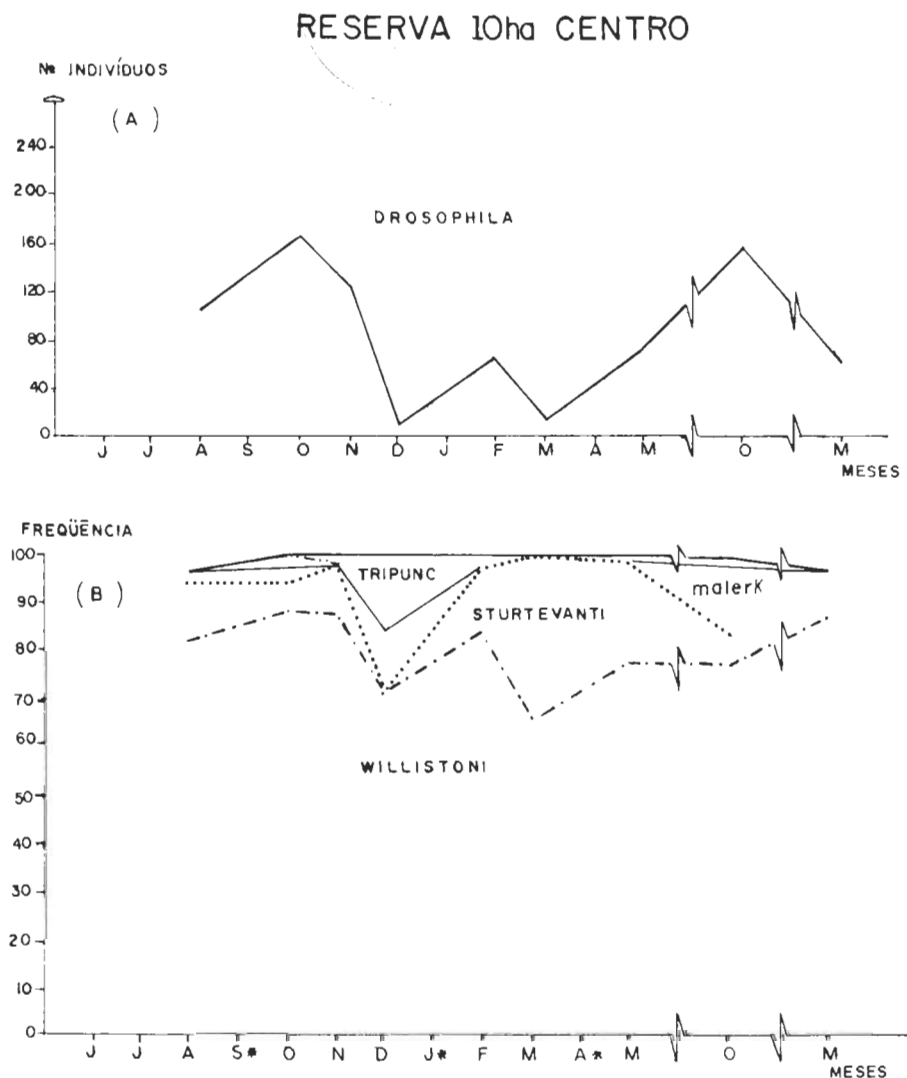 RESERVA 10ha CENTRO
Nº INDIVÍDUOS
(A)
240
200
160
120
80
40
0
DROSOPHILA
J J A S O N D J F M A M O M
MESES
FREQÜÊNCIA
(B)
100
90
80
70
60
50
40
30
20
10
0
TRIPUNC
malerK
STURTEVANTI
WILLISTONI
J J A S* O N D J* F M A* M O M
MESES